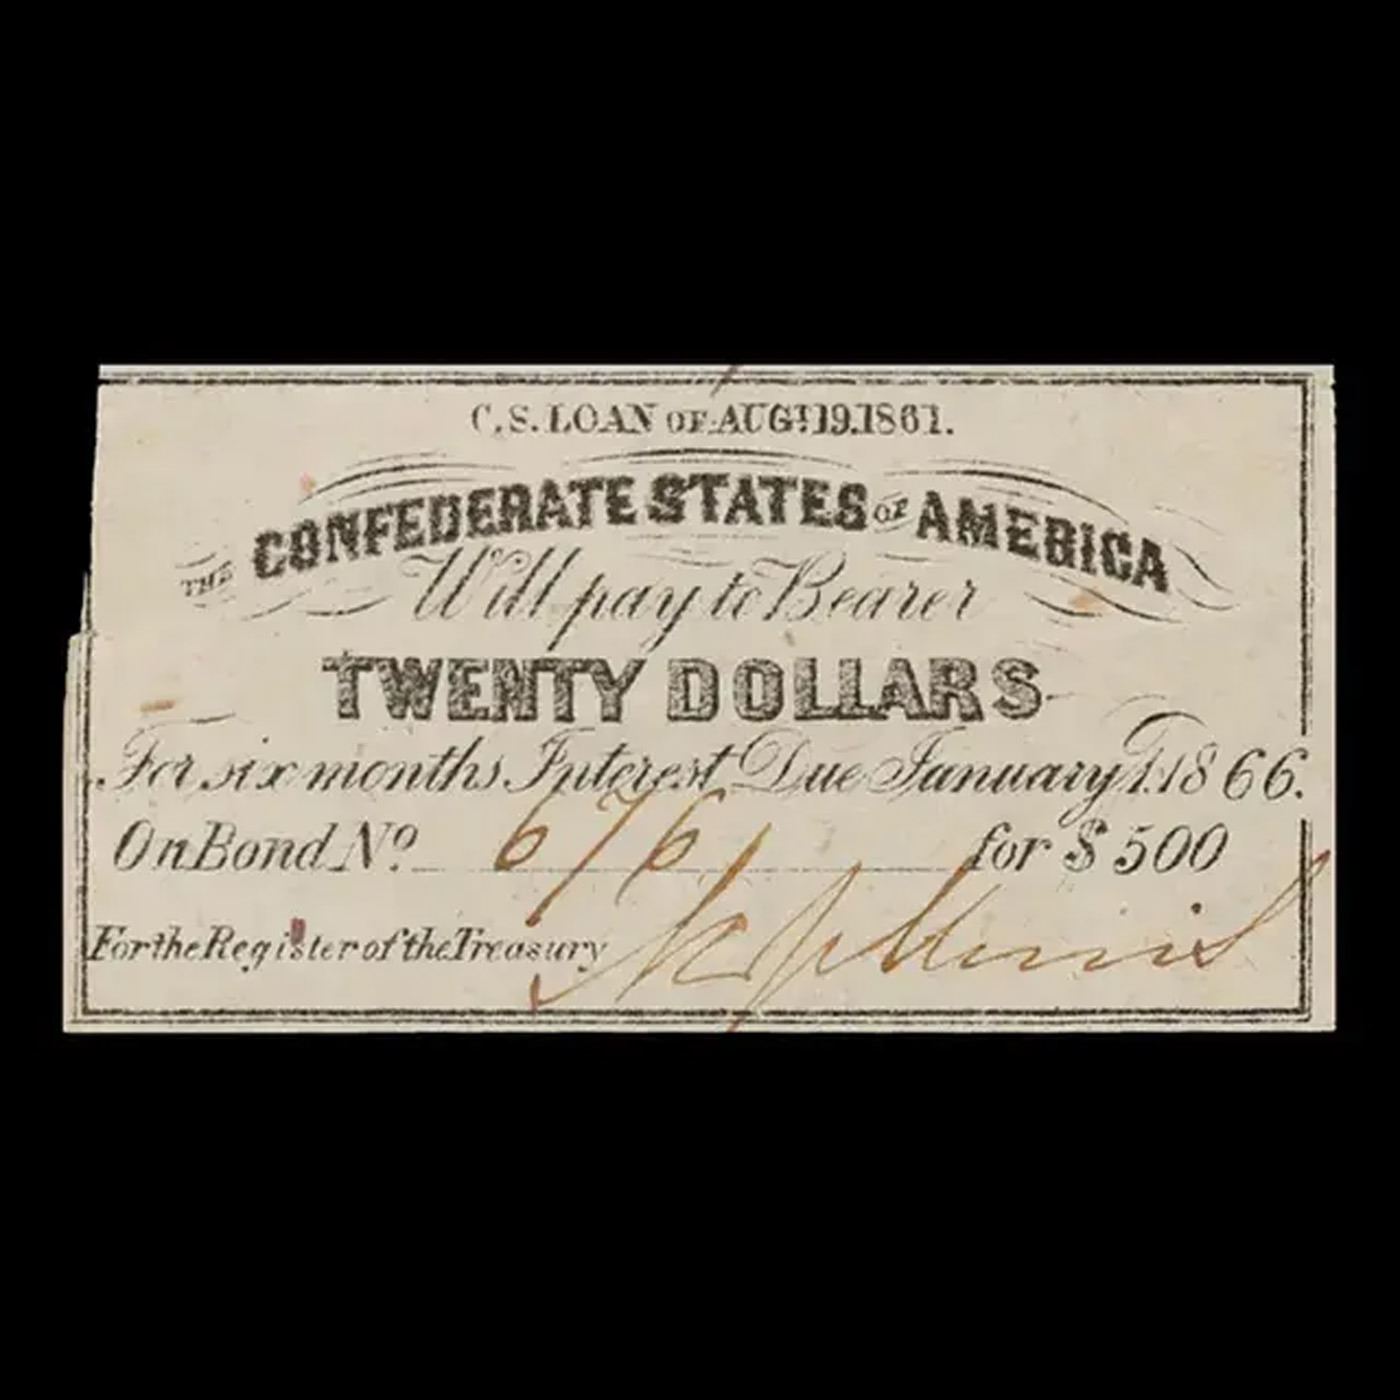 C.S. LOAN OF AUGT 19.1861.
THE CONFEDERATE STATES OF AMERICA
Will pay to Bearer
TWENTY DOLLARS
For six months Interest Due January 1.1866.
On Bond No. 676 for $500
For the Register of the Treasury